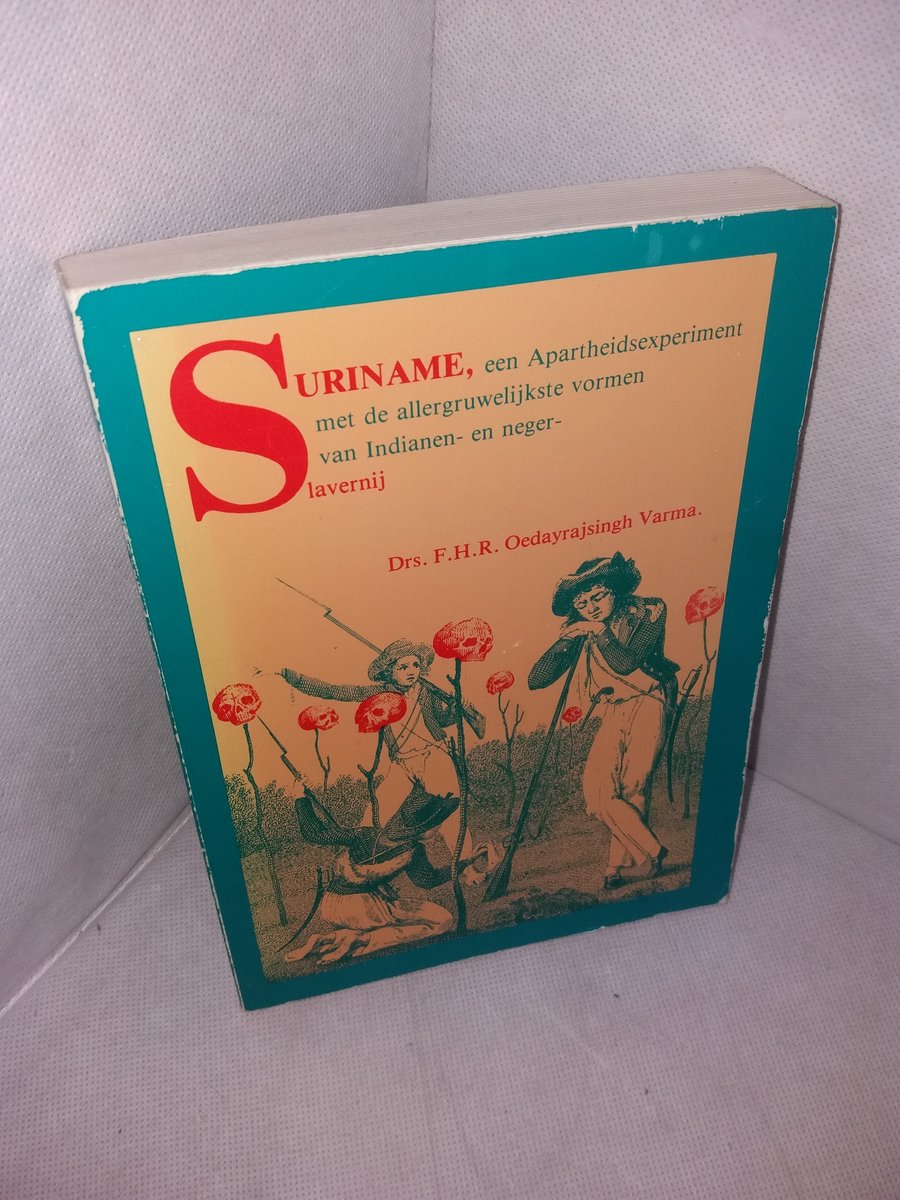 SURINAME, een Apartheidsexperiment
met de allergruwelijkste vormen
van Indianen- en neger-
Slavernij
Drs. F.H.R. Oedayrajsingh Varma.